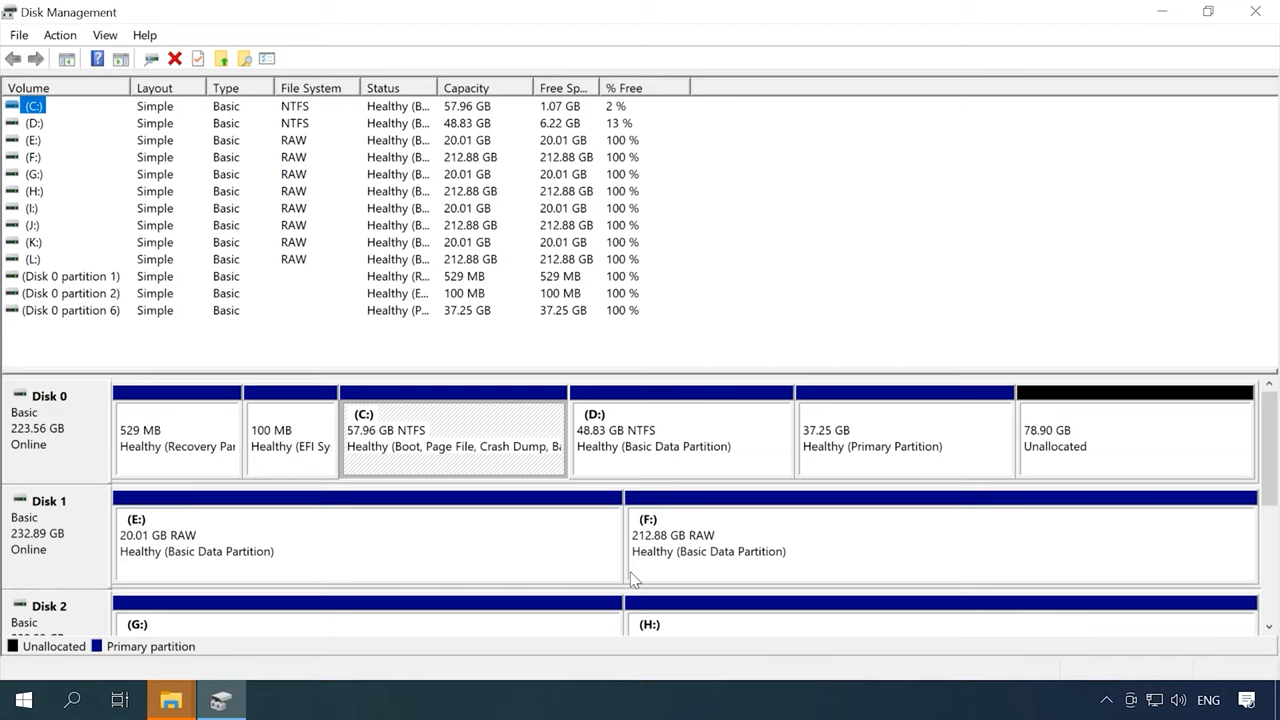 Disk Management
File Action View Help
Volume Layout Type File System Status Capacity Free Sp... % Free
(C:) Simple Basic NTFS Healthy (B... 57.96 GB 1.07 GB 2 %
(D:) Simple Basic NTFS Healthy (B... 48.83 GB 6.22 GB 13 %
(E:) Simple Basic RAW Healthy (B... 20.01 GB 20.01 GB 100 %
(F:) Simple Basic RAW Healthy (B... 212.88 GB 212.88 GB 100 %
(G:) Simple Basic RAW Healthy (B... 20.01 GB 20.01 GB 100 %
(H:) Simple Basic RAW Healthy (B... 212.88 GB 212.88 GB 100 %
(I:) Simple Basic RAW Healthy (B... 20.01 GB 20.01 GB 100 %
(J:) Simple Basic RAW Healthy (B... 212.88 GB 212.88 GB 100 %
(K:) Simple Basic RAW Healthy (B... 20.01 GB 20.01 GB 100 %
(L:) Simple Basic RAW Healthy (B... 212.88 GB 212.88 GB 100 %
(Disk 0 partition 1) Simple Basic Healthy (R... 529 MB 529 MB 100 %
(Disk 0 partition 2) Simple Basic Healthy (E... 100 MB 100 MB 100 %
(Disk 0 partition 6) Simple Basic Healthy (P... 37.25 GB 37.25 GB 100 %
Disk 0
Basic
223.56 GB
Online
529 MB
Healthy (Recovery Par
100 MB
Healthy (EFI Sy
(C:)
57.96 GB NTFS
Healthy (Boot, Page File, Crash Dump, Ba
(D:)
48.83 GB NTFS
Healthy (Basic Data Partition)
37.25 GB
Healthy (Primary Partition)
78.90 GB
Unallocated
Disk 1
Basic
232.89 GB
Online
(E:)
20.01 GB RAW
Healthy (Basic Data Partition)
(F:)
212.88 GB RAW
Healthy (Basic Data Partition)
Disk 2
Basic
(G:)
(H:)
Unallocated Primary partition
ENG